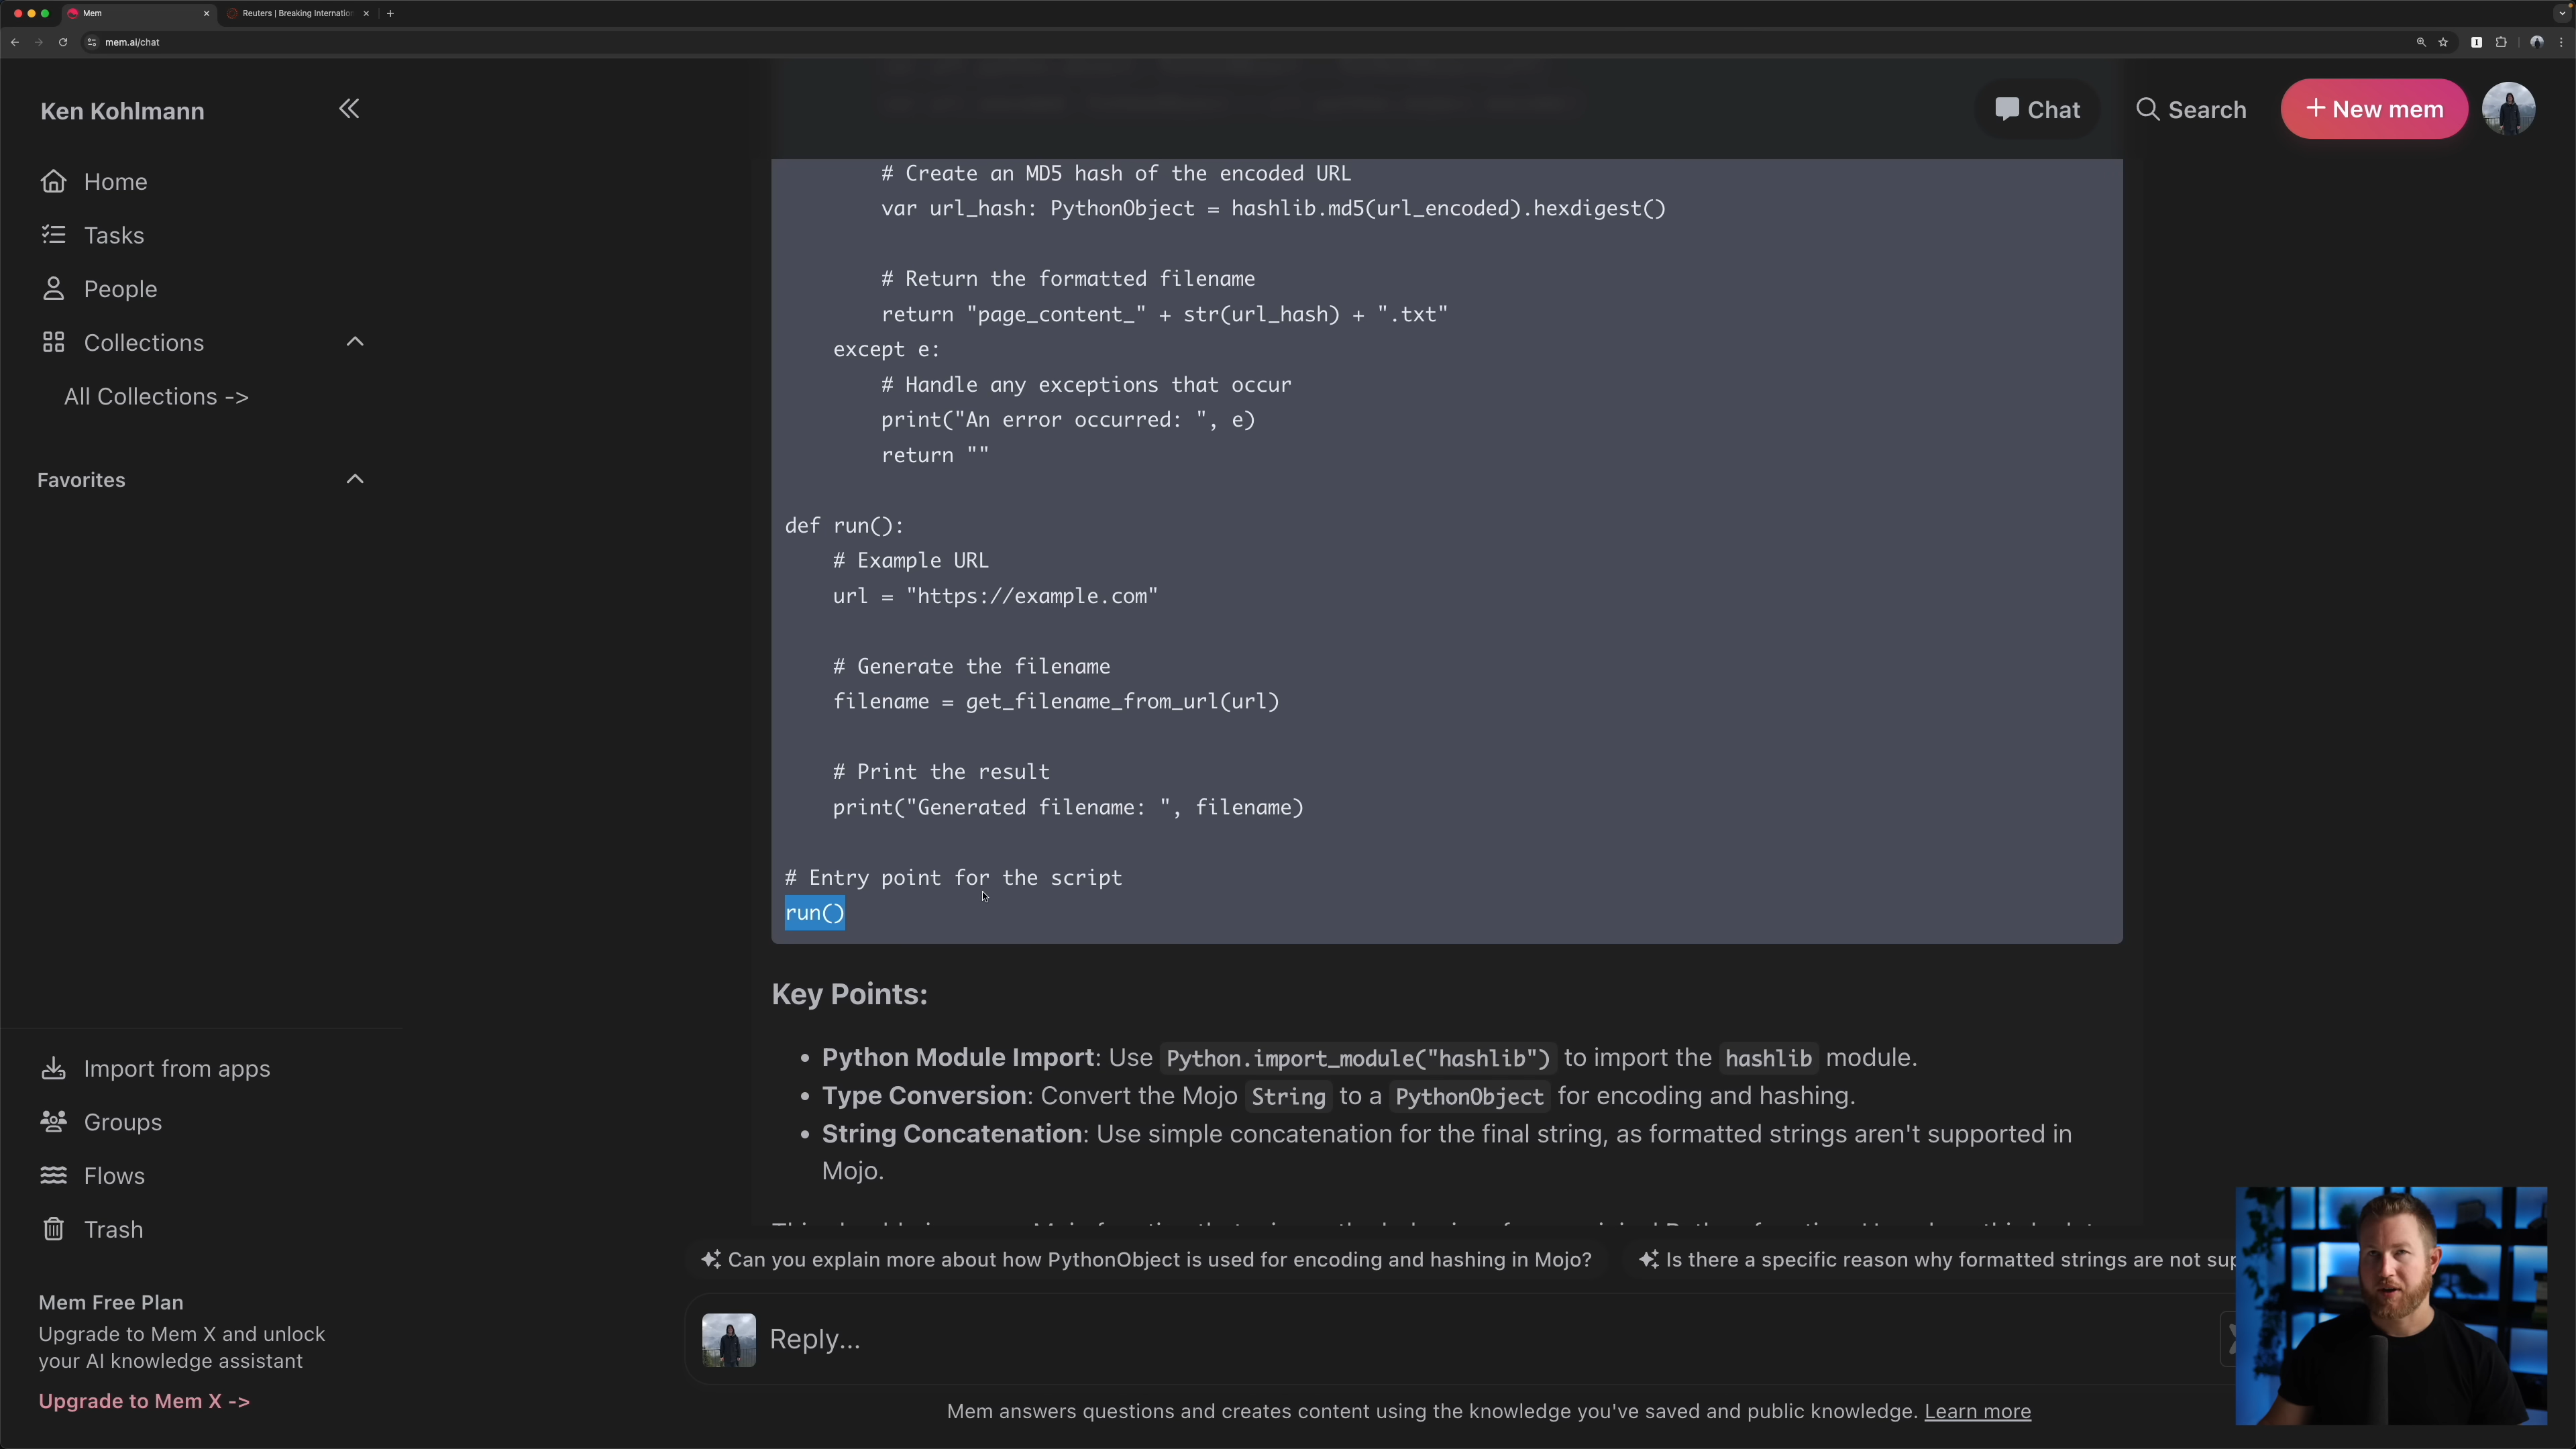 Mem
Reuters | Breaking Internation
mem.ai/chat
Ken Kohlmann
Chat
Search
+ New mem
Home
Tasks
People
Collections
All Collections ->
Favorites
# Create an MD5 hash of the encoded URL
var url_hash: PythonObject = hashlib.md5(url_encoded).hexdigest()
# Return the formatted filename
return "page_content_" + str(url_hash) + ".txt"
except e:
# Handle any exceptions that occur
print("An error occurred: ", e)
return ""
def run():
# Example URL
url = "https://example.com"
# Generate the filename
filename = get_filename_from_url(url)
# Print the result
print("Generated filename: ", filename)
# Entry point for the script
run()
Key Points:
• Python Module Import: Use Python.import_module("hashlib") to import the hashlib module.
• Type Conversion: Convert the Mojo String to a PythonObject for encoding and hashing.
• String Concatenation: Use simple concatenation for the final string, as formatted strings aren't supported in
Mojo.
Import from apps
Groups
Flows
Trash
Mem Free Plan
Upgrade to Mem X and unlock
your AI knowledge assistant
Upgrade to Mem X ->
Can you explain more about how PythonObject is used for encoding and hashing in Mojo?
Is there a specific reason why formatted strings are not sup
Reply...
Mem answers questions and creates content using the knowledge you've saved and public knowledge. Learn more